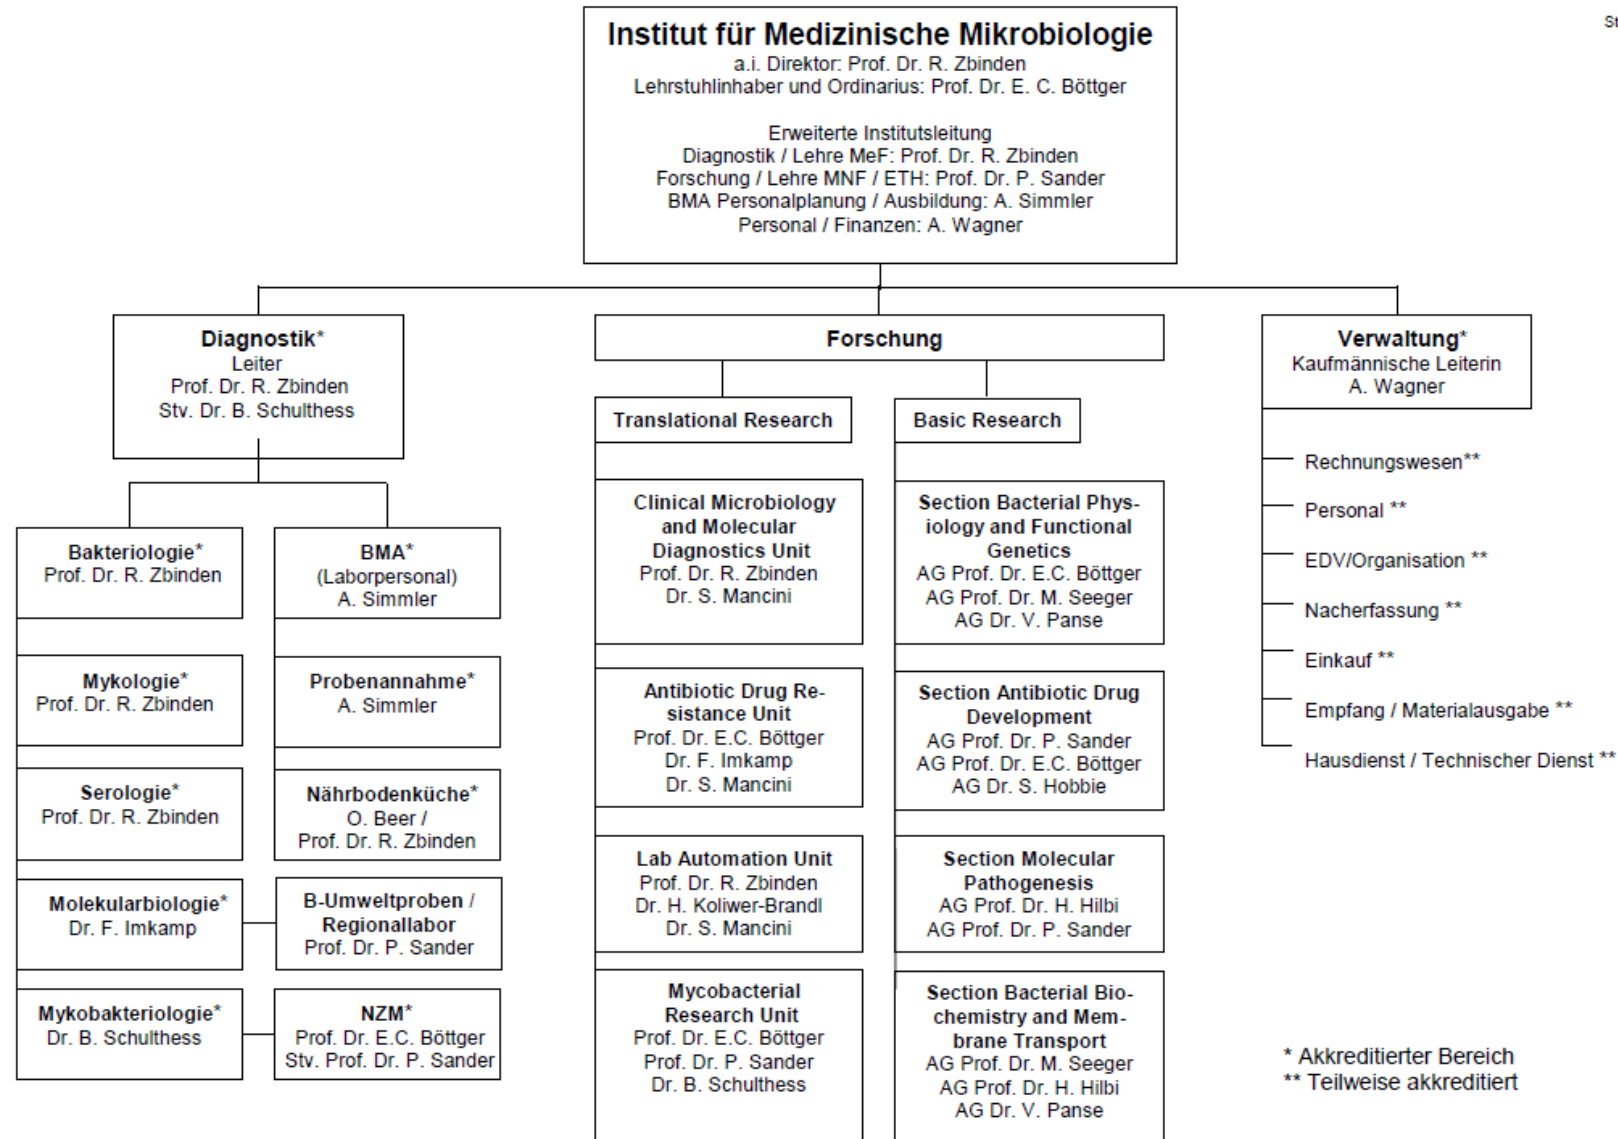 St
Institut für Medizinische Mikrobiologie
a.i. Direktor: Prof. Dr. R. Zbinden
Lehrstuhlinhaber und Ordinarius: Prof. Dr. E. C. Böttger
Erweiterte Institutsleitung
Diagnostik / Lehre MeF: Prof. Dr. R. Zbinden
Forschung / Lehre MNF / ETH: Prof. Dr. P. Sander
BMA Personalplanung / Ausbildung: A. Simmler
Personal / Finanzen: A. Wagner
Diagnostik*
Leiter
Prof. Dr. R. Zbinden
Stv. Dr. B. Schulthess
Bakteriologie*
Prof. Dr. R. Zbinden
Mykologie*
Prof. Dr. R. Zbinden
Serologie*
Prof. Dr. R. Zbinden
Molekularbiologie*
Dr. F. Imkamp
Mykobakteriologie*
Dr. B. Schulthess
BMA*
(Laborpersonal)
A. Simmler
Probenannahme*
A. Simmler
Nährbodenküche*
O. Beer /
Prof. Dr. R. Zbinden
B-Umweltproben /
Regionallabor
Prof. Dr. P. Sander
NZM*
Prof. Dr. E.C. Böttger
Stv. Prof. Dr. P. Sander
Forschung
Translational Research
Clinical Microbiology
and Molecular
Diagnostics Unit
Prof. Dr. R. Zbinden
Dr. S. Mancini
Antibiotic Drug Re-
sistance Unit
Prof. Dr. E.C. Böttger
Dr. F. Imkamp
Dr. S. Mancini
Lab Automation Unit
Prof. Dr. R. Zbinden
Dr. H. Koliwer-Brandl
Dr. S. Mancini
Mycobacterial
Research Unit
Prof. Dr. E.C. Böttger
Prof. Dr. P. Sander
Dr. B. Schulthess
Basic Research
Section Bacterial Phys-
iology and Functional
Genetics
AG Prof. Dr. E.C. Böttger
AG Prof. Dr. M. Seeger
AG Dr. V. Panse
Section Antibiotic Drug
Development
AG Prof. Dr. P. Sander
AG Prof. Dr. E.C. Böttger
AG Dr. S. Hobbie
Section Molecular
Pathogenesis
AG Prof. Dr. H. Hilbi
AG Prof. Dr. P. Sander
Section Bacterial Bio-
chemistry and Mem-
brane Transport
AG Prof. Dr. M. Seeger
AG Prof. Dr. H. Hilbi
AG Dr. V. Panse
Verwaltung*
Kaufmännische Leiterin
A. Wagner
Rechnungswesen**
Personal **
EDV/Organisation **
Nacherfassung **
Einkauf **
Empfang / Materialausgabe **
Hausdienst / Technischer Dienst **
* Akkreditierter Bereich
** Teilweise akkreditiert